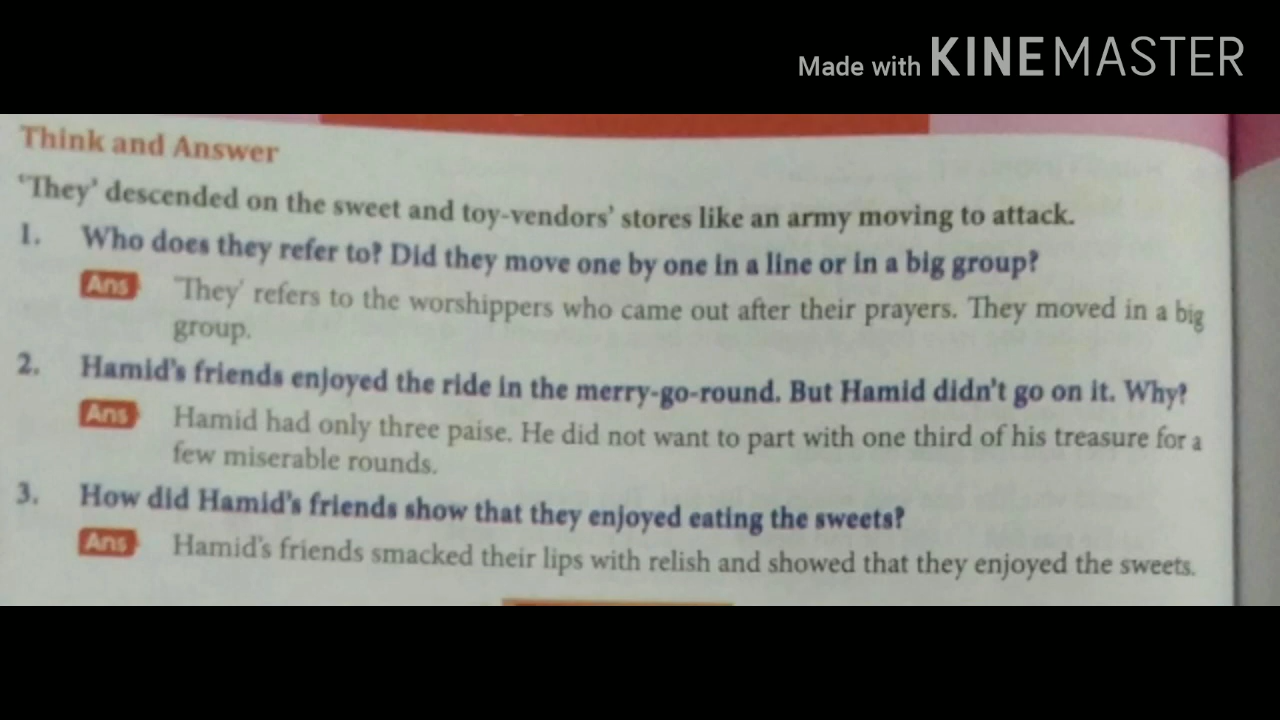 Made with KINEMASTER
Think and Answer
'They' descended on the sweet and toy-vendors' stores like an army moving to attack.
1. Who does they refer to? Did they move one by one in a line or in a big group?
Ans 'They' refers to the worshippers who came out after their prayers. They moved in a big
group.
2. Hamid's friends enjoyed the ride in the merry-go-round. But Hamid didn't go on it. Why?
Ans Hamid had only three paise. He did not want to part with one third of his treasure for a
few miserable rounds.
3. How did Hamid's friends show that they enjoyed eating the sweets?
Ans Hamid's friends smacked their lips with relish and showed that they enjoyed the sweets.